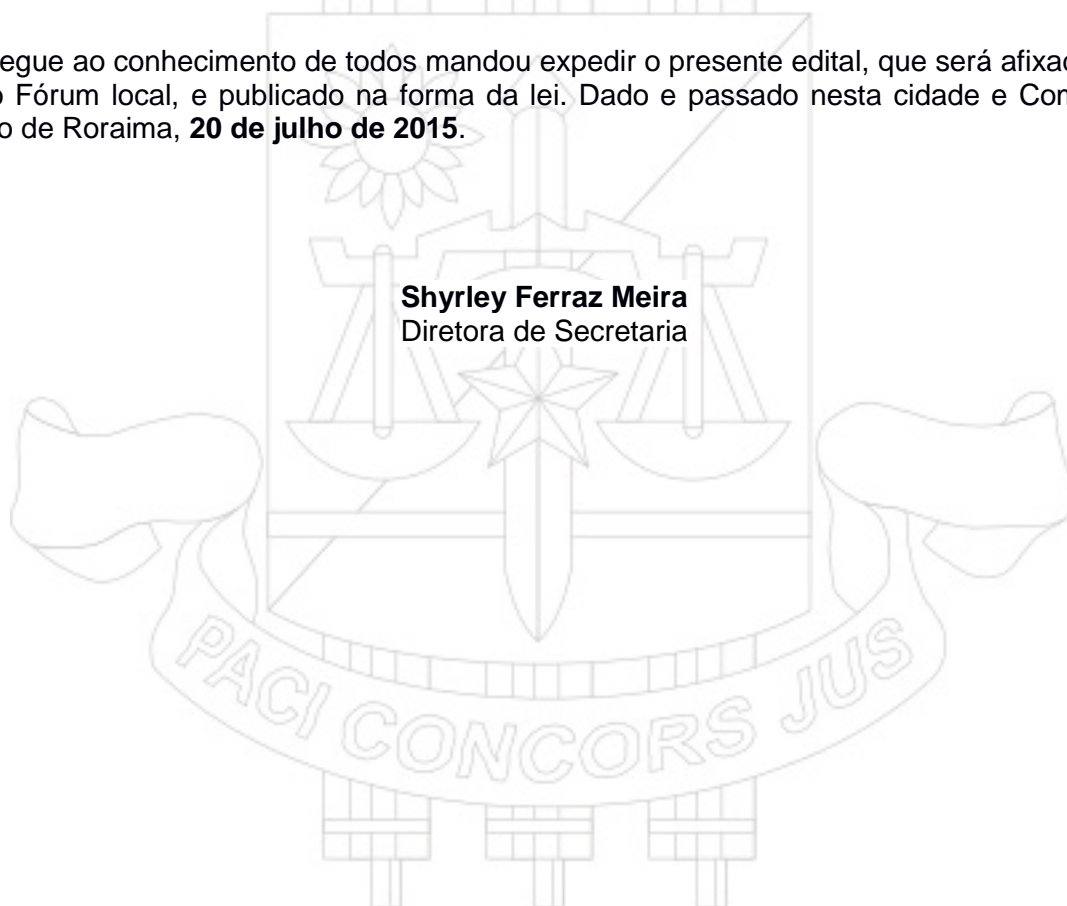 egue ao conhecimento de todos mandou expedir o presente edital, que será afixa
o Fórum local, e publicado na forma da lei. Dado e passado nesta cidade e Co
o de Roraima, 20 de julho de 2015.
Shyrley Ferraz Meira
Diretora de Secretaria
PACI CONCORS JUS